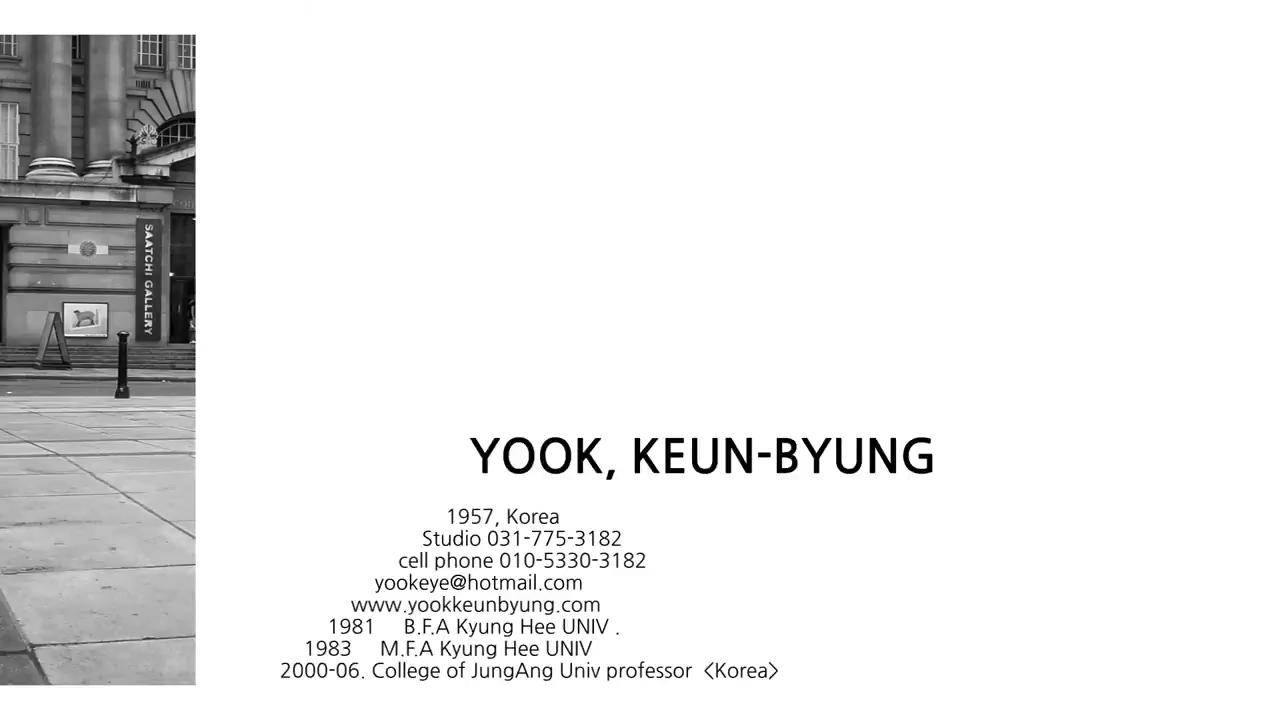 SAATCHI GALLERY
YOOK, KEUN-BYUNG
1957, Korea
Studio 031-775-3182
cell phone 010-5330-3182
yookeye@hotmail.com
www.yookkeunbyung.com
1981 B.F.A Kyung Hee UNIV .
1983 M.F.A Kyung Hee UNIV
2000-06. College of JungAng Univ professor <Korea>